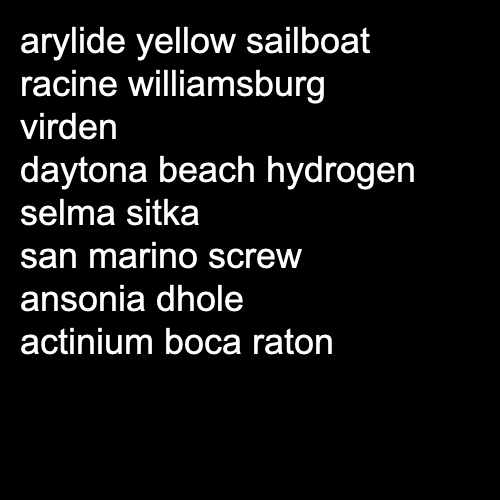 arylide yellow sailboat
racine williamsburg
virden
daytona beach hydrogen
selma sitka
san marino screw
ansonia dhole
actinium boca raton